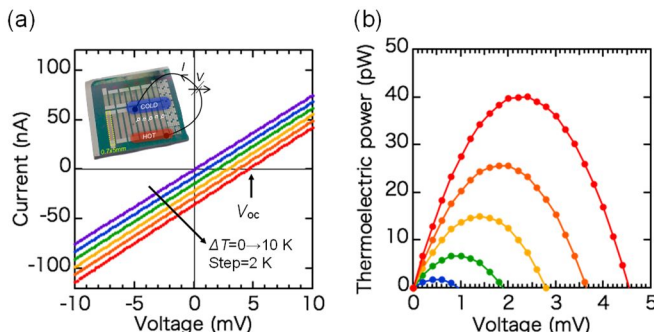 (a)
(b)
120
100
50
0
-50
-100
Current (nA)
-10
-5
0
5
10
Voltage (mV)
I
V
COLD
HOT
Voc
ΔT=0→10 K
Step=2 K
50
40
30
20
10
0
Thermoelectric power (pW)
0
1
2
3
4
5
Voltage (mV)